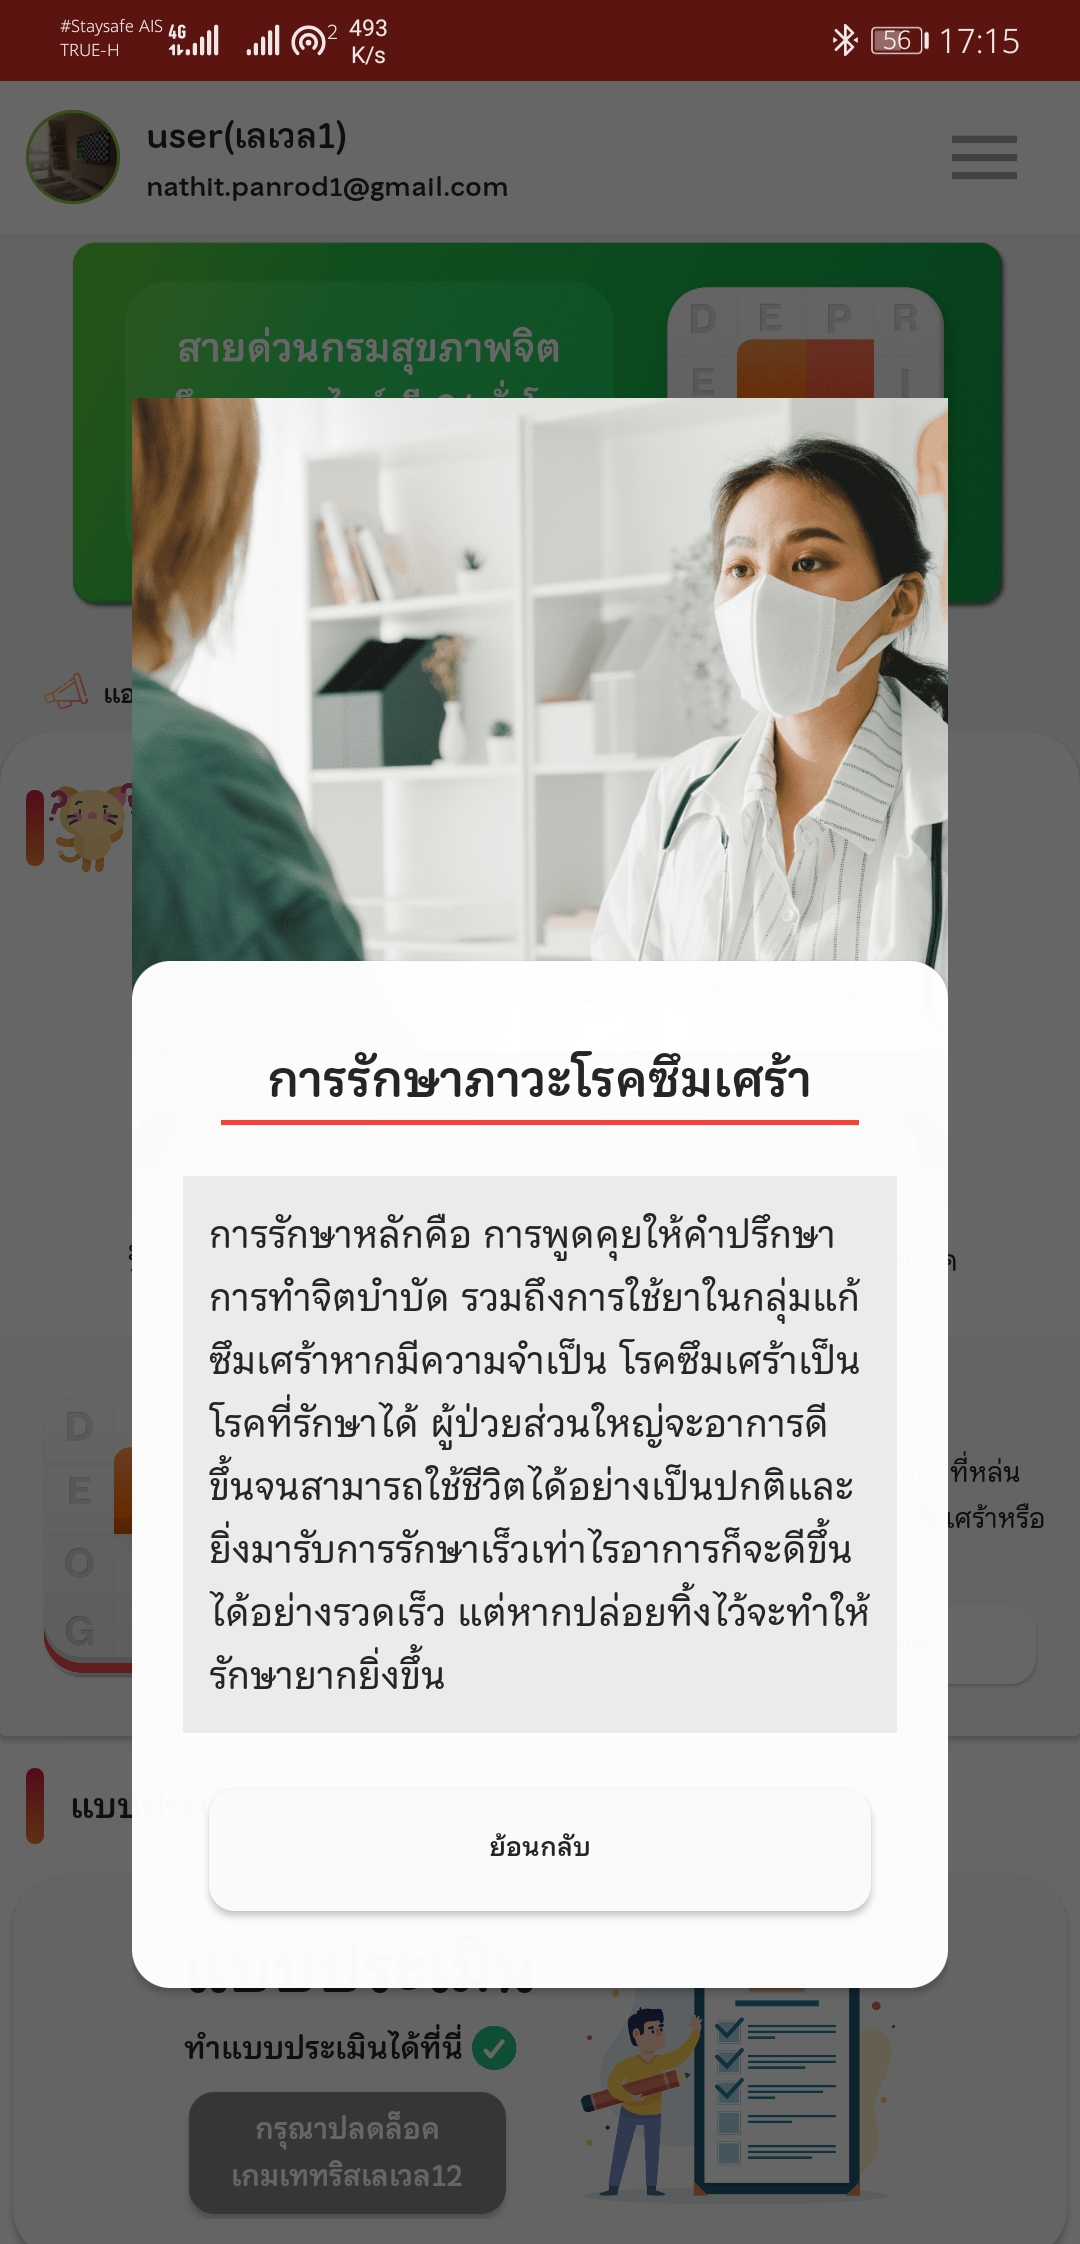 #Staysafe AIS
TRUE-H
4G
2
493
K/s
56
17:15
user(เลเวล1)
nathit.panrod1@gmail.com
สายด่วนกรมสุขภาพจิต
D E P R
E I
การรักษาภาวะโรคซึมเศร้า
การรักษาหลักคือ การพูดคุยให้คำปรึกษา
การทำจิตบำบัด รวมถึงการใช้ยาในกลุ่มแก้
ซึมเศร้าหากมีความจำเป็น โรคซึมเศร้าเป็น
โรคที่รักษาได้ ผู้ป่วยส่วนใหญ่จะอาการดี
ขึ้นจนสามารถใช้ชีวิตได้อย่างเป็นปกติและ
ยิ่งมารับการรักษาเร็วเท่าไรอาการก็จะดีขึ้น
ได้อย่างรวดเร็ว แต่หากปล่อยทิ้งไว้จะทำให้
รักษายากยิ่งขึ้น
D
E
O
G
ที่หล่น
เศร้าหรือ
ย้อนกลับ
แบบประเมิน
ทำแบบประเมินได้ที่นี่
กรุณาปลดล็อค
เกมเททริสเลเวล12